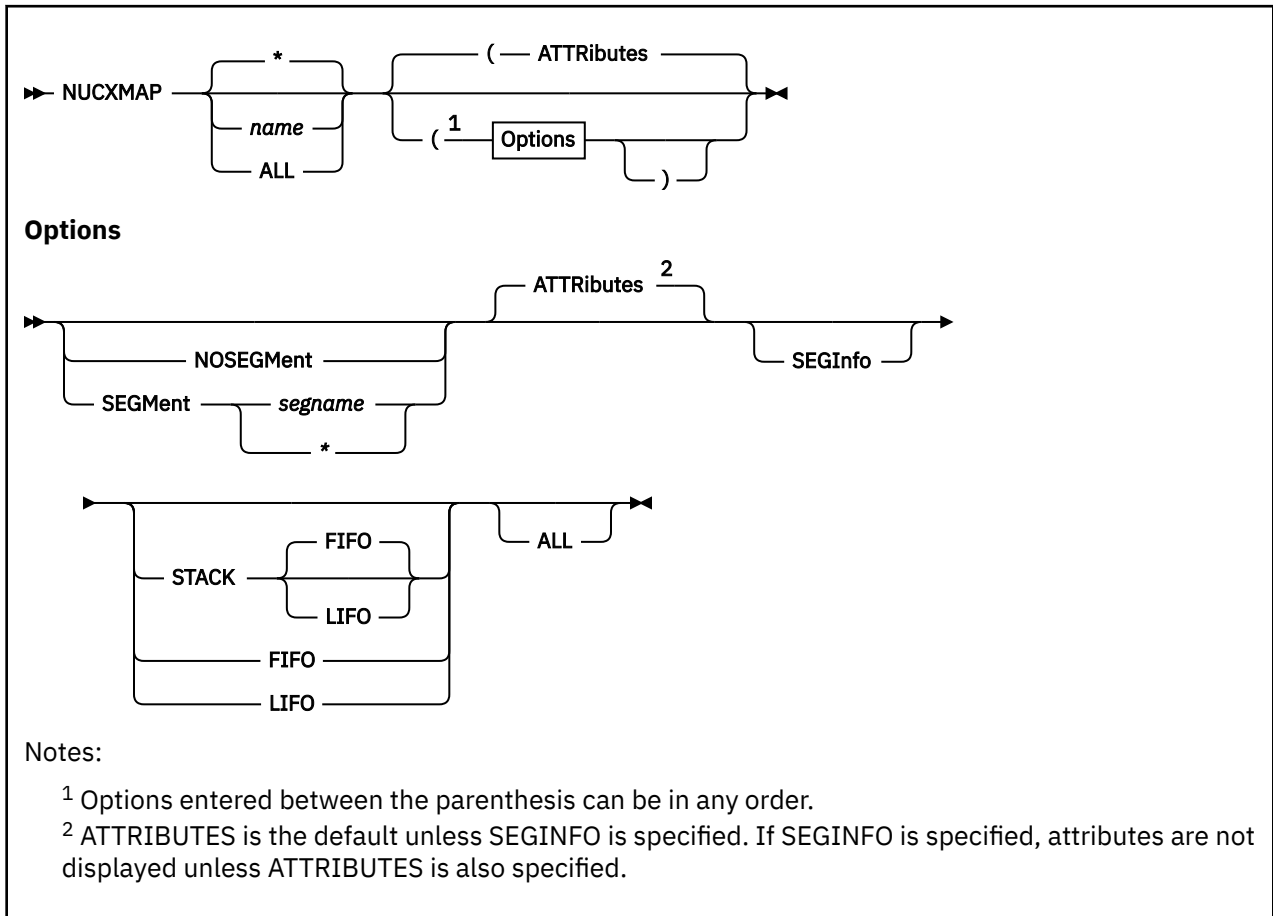 * ( ATTRibutes
NUCXMAP
name ( 1 Options
ALL )
Options
ATTRibutes 2
NOSEGMent SEGInfo
SEGMent segname
*
FIFO ALL
STACK
LIFO
FIFO
LIFO
Notes:
1 Options entered between the parenthesis can be in any order.
2 ATTRIBUTES is the default unless SEGINFO is specified. If SEGINFO is specified, attributes are not
displayed unless ATTRIBUTES is also specified.